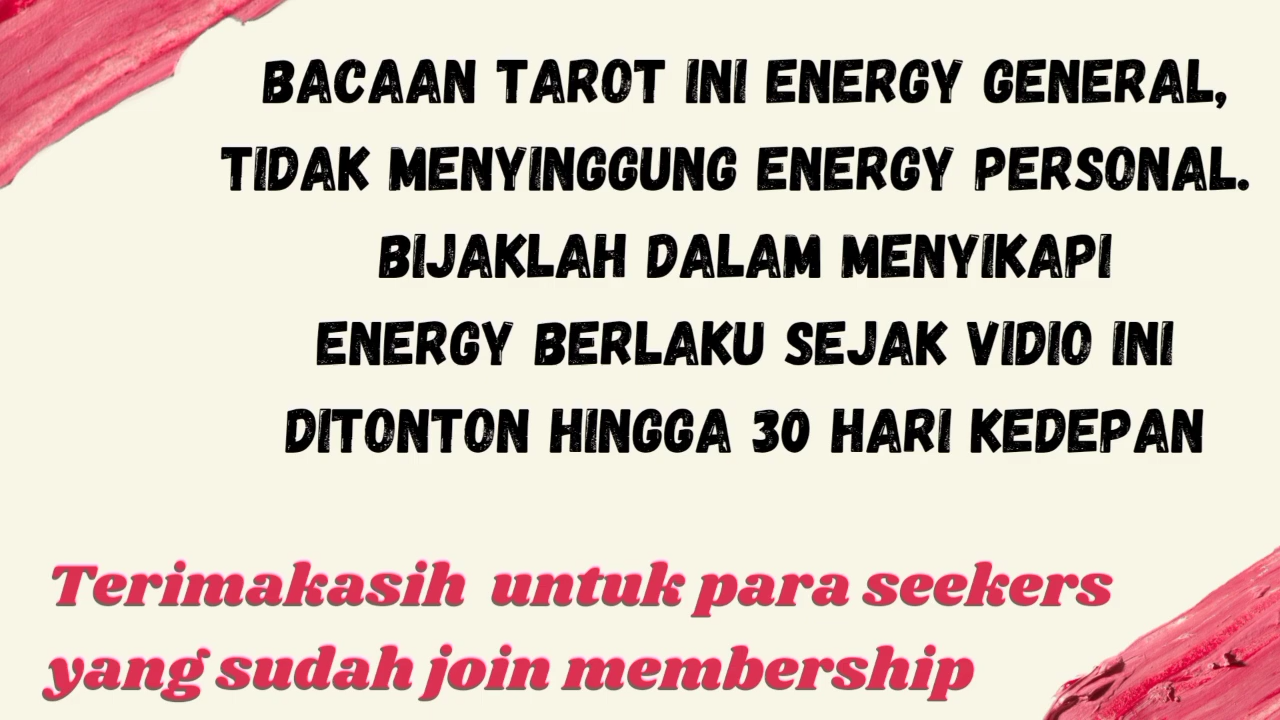 BACAAN TAROT INI ENERGY GENERAL,
TIDAK MENYINGGUNG ENERGY PERSONAL.
BIJAKLAH DALAM MENYIKAPI
ENERGY BERLAKU SEJAK VIDIO INI
DITONTON HINGGA 30 HARI KEDEPAN
Terimakasih untuk para seekers
yang sudah join membership